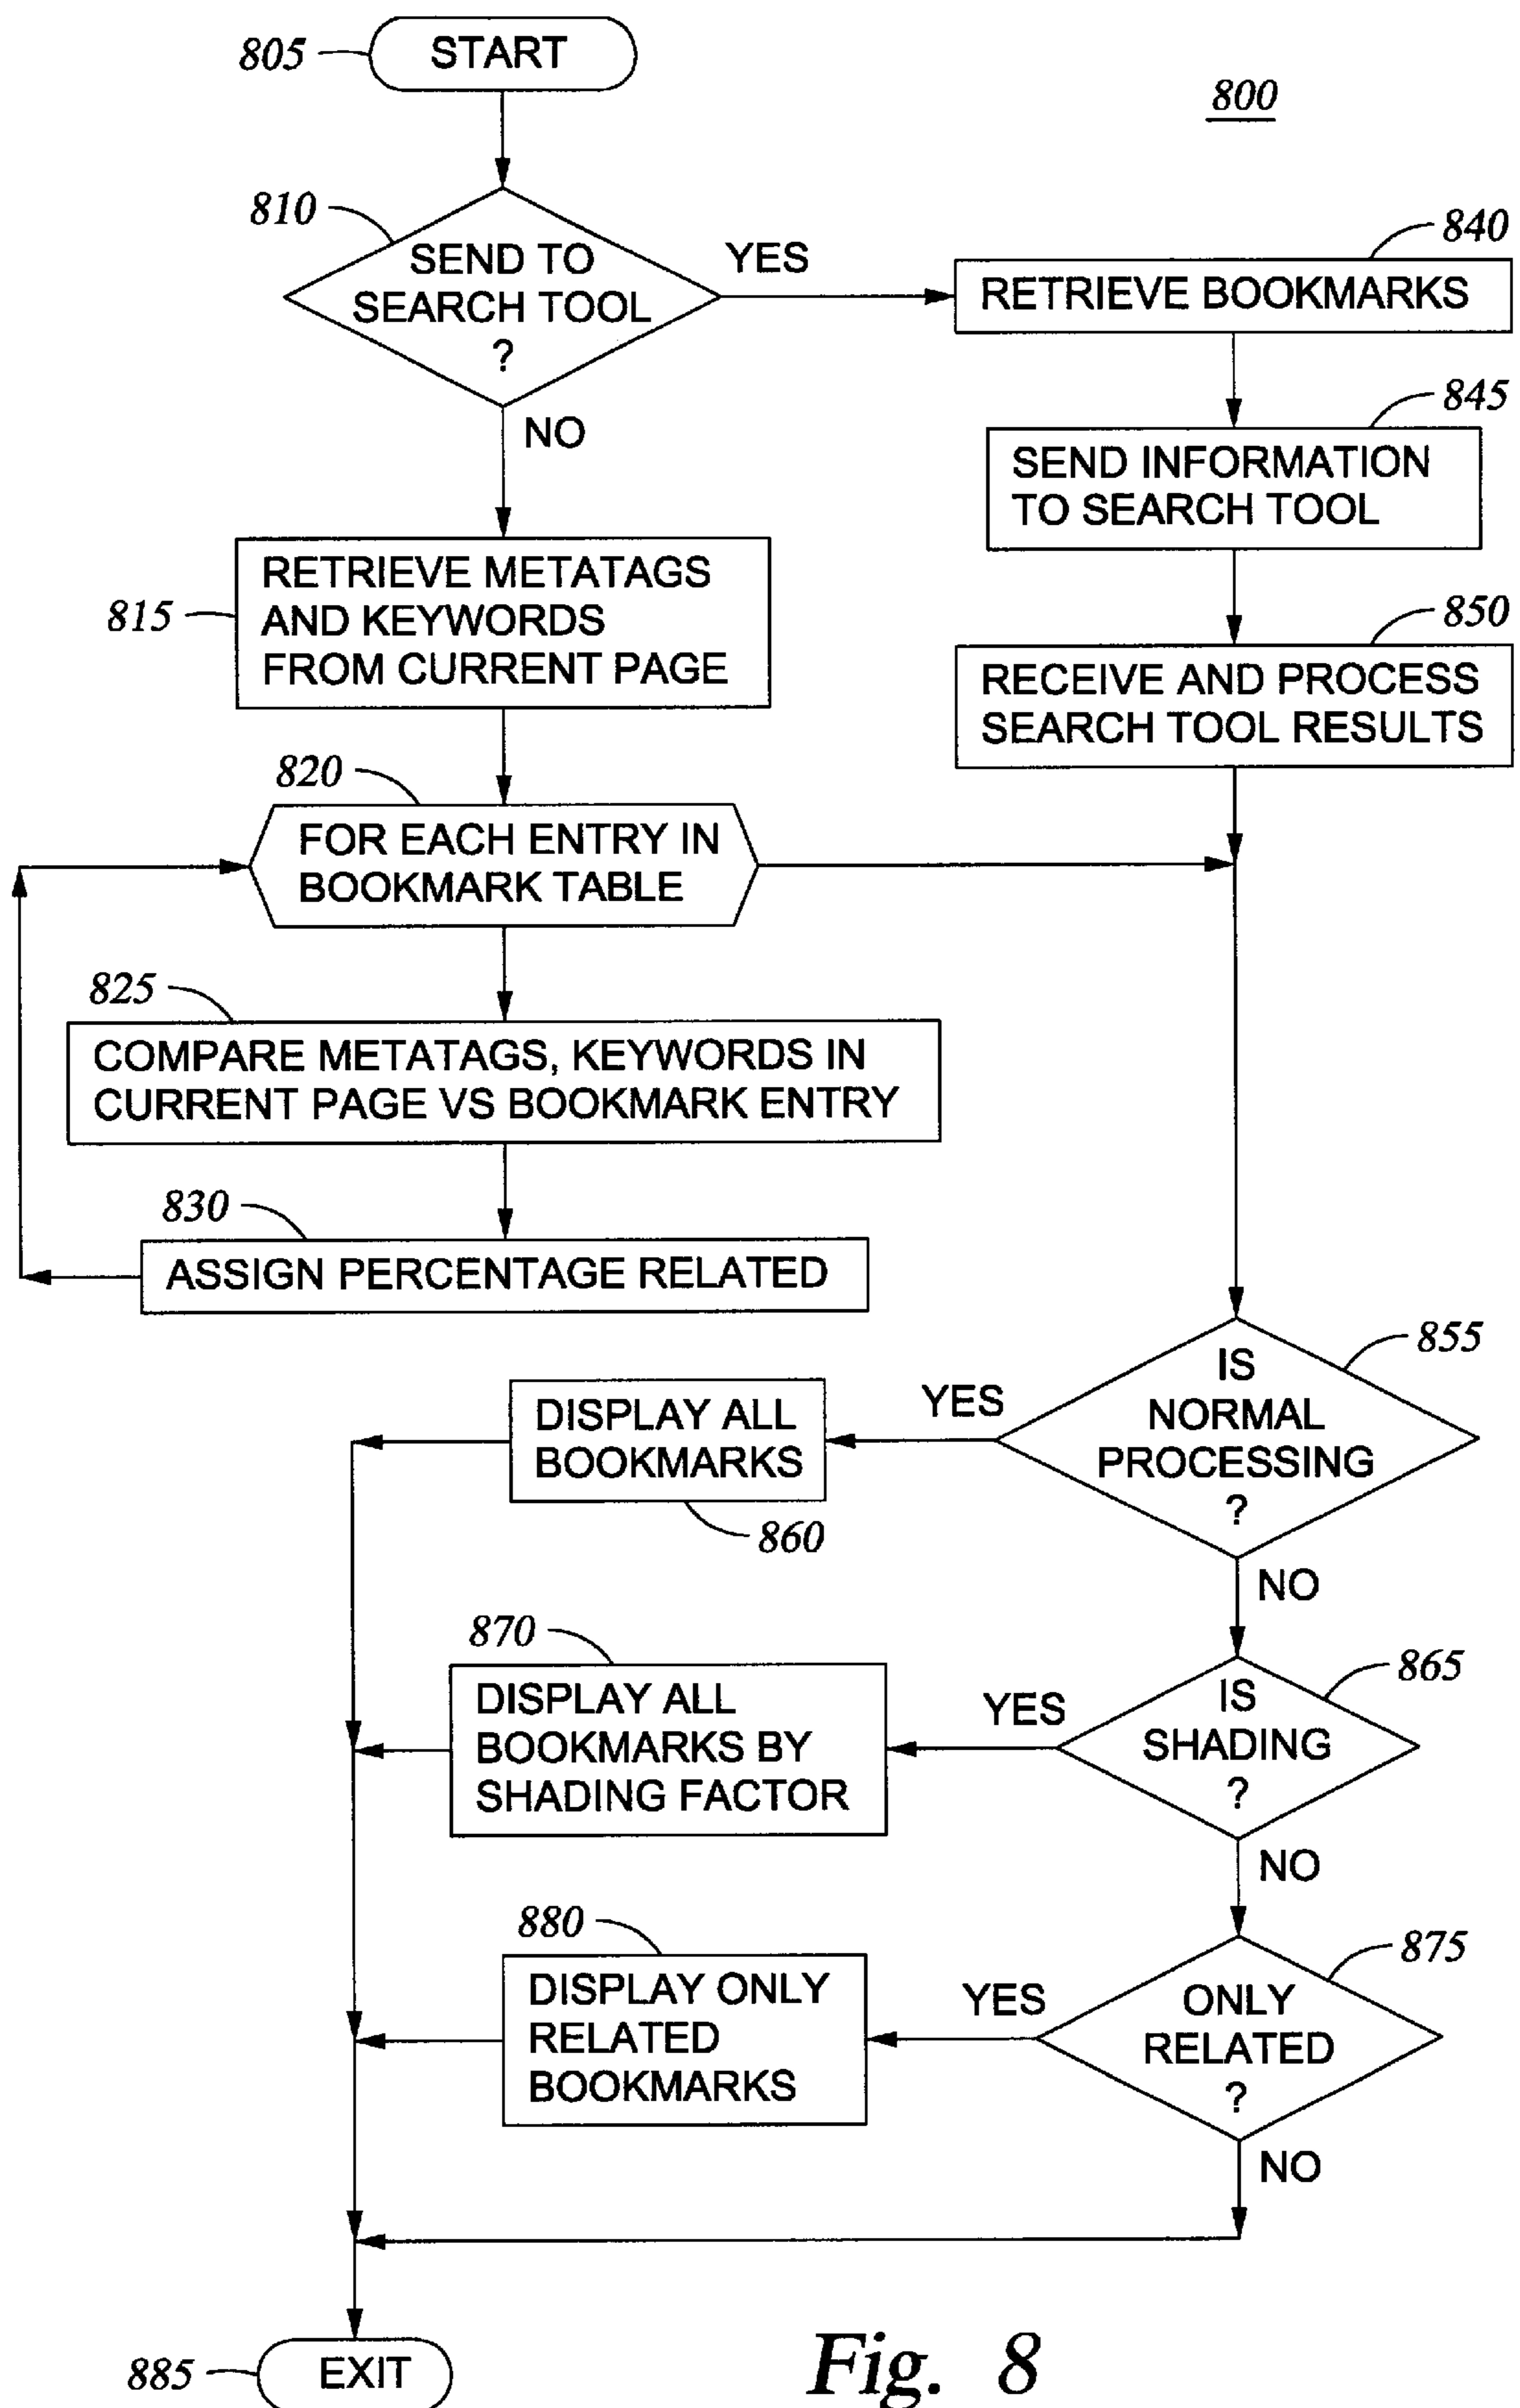 805
START
800
810
SEND TO
SEARCH TOOL
?
YES
NO
840
RETRIEVE BOOKMARKS
845
SEND INFORMATION
TO SEARCH TOOL
850
RECEIVE AND PROCESS
SEARCH TOOL RESULTS
815
RETRIEVE METATAGS
AND KEYWORDS
FROM CURRENT PAGE
820
FOR EACH ENTRY IN
BOOKMARK TABLE
825
COMPARE METATAGS, KEYWORDS IN
CURRENT PAGE VS BOOKMARK ENTRY
830
ASSIGN PERCENTAGE RELATED
855
IS
NORMAL
PROCESSING
?
YES
NO
DISPLAY ALL
BOOKMARKS
860
865
IS
SHADING
?
YES
NO
870
DISPLAY ALL
BOOKMARKS BY
SHADING FACTOR
875
ONLY
RELATED
?
YES
NO
880
DISPLAY ONLY
RELATED
BOOKMARKS
885
EXIT
Fig. 8